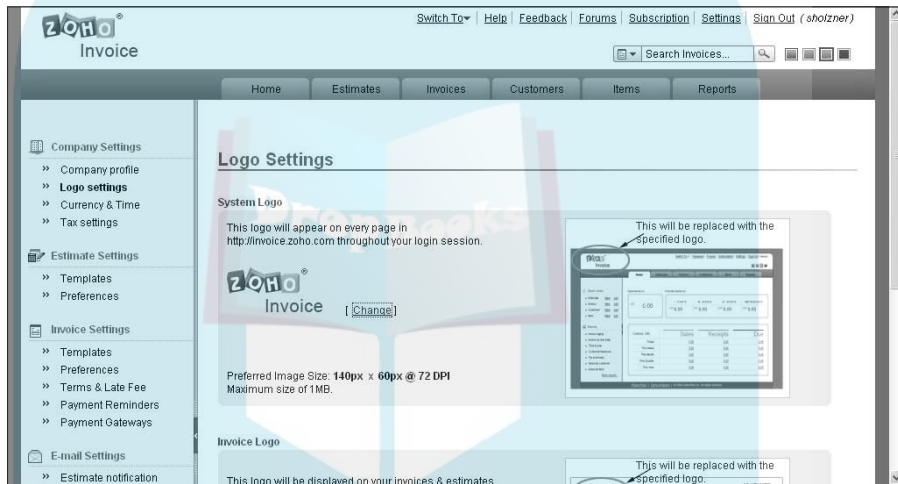 ZOHO®
Invoice
Switch To | Help | Feedback | Forums | Subscription | Settings | Sign Out ( sholzner )
Search Invoices...
Home Estimates Invoices Customers Items Reports
Company Settings
» Company profile
» Logo settings
» Currency & Time
» Tax settings
Estimate Settings
» Templates
» Preferences
Invoice Settings
» Templates
» Preferences
» Terms & Late Fee
» Payment Reminders
» Payment Gateways
E-mail Settings
» Estimate notification
Logo Settings
System Logo
This logo will appear on every page in
http://invoice.zoho.com throughout your login session.
ZOHO®
Invoice [ Change ]
Preferred Image Size: 140px x 60px @ 72 DPI
Maximum size of 1MB.
This will be replaced with the
specified logo.
Invoice Logo
This logo will be displayed on your invoices & estimates
This will be replaced with the
specified logo.
DropBooks